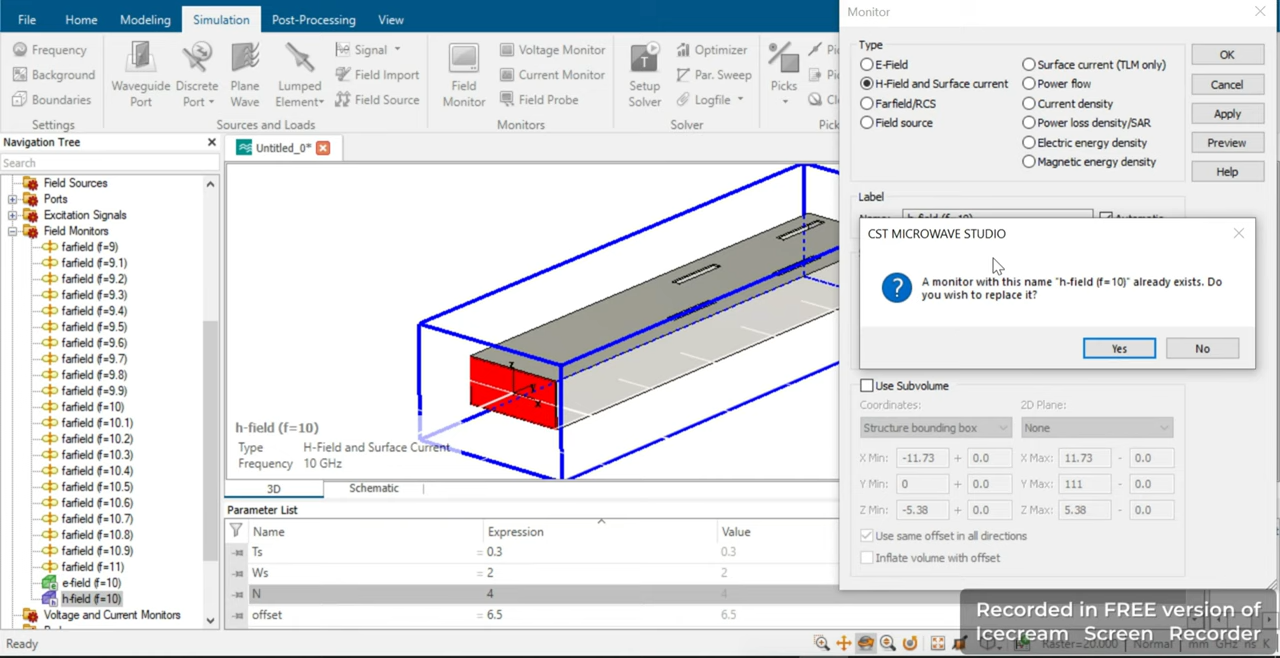 File Home Modeling Simulation Post-Processing View
Frequency
Background
Boundaries
Settings
Waveguide Port
Discrete Port
Plane Wave
Lumped Element
Signal
Field Import
Field Source
Sources and Loads
Field Monitor
Voltage Monitor
Current Monitor
Field Probe
Monitors
Setup Solver
Optimizer
Par. Sweep
Logfile
Solver
Picks
Navigation Tree
Search
Field Sources
Ports
Excitation Signals
Field Monitors
farfield (f=9)
farfield (f=9.1)
farfield (f=9.2)
farfield (f=9.3)
farfield (f=9.4)
farfield (f=9.5)
farfield (f=9.6)
farfield (f=9.7)
farfield (f=9.8)
farfield (f=9.9)
farfield (f=10)
farfield (f=10.1)
farfield (f=10.2)
farfield (f=10.3)
farfield (f=10.4)
farfield (f=10.5)
farfield (f=10.6)
farfield (f=10.7)
farfield (f=10.8)
farfield (f=10.9)
farfield (f=11)
e-field (f=10)
h-field (f=10)
Voltage and Current Monitors
Ready
Untitled_0*
z
x
h-field (f=10)
Type H-Field and Surface Current
Frequency 10 GHz
3D Schematic
Parameter List
Name Expression Value
Ts = 0.3 0.3
Ws = 2 2
N = 4 4
offset = 6.5 6.5
Monitor
Type
E-Field
H-Field and Surface current
Farfield/RCS
Field source
Surface current (TLM only)
Power flow
Current density
Power loss density/SAR
Electric energy density
Magnetic energy density
OK
Cancel
Apply
Preview
Help
Label
Name: h-field (f=10) Automatic
CST MICROWAVE STUDIO
A monitor with this name "h-field (f=10)" already exists. Do
you wish to replace it?
Yes No
Use Subvolume
Coordinates: 2D Plane:
Structure bounding box None
X Min: -11.73 + 0.0 X Max: 11.73 - 0.0
Y Min: 0 + 0.0 Y Max: 111 - 0.0
Z Min: -5.38 + 0.0 Z Max: 5.38 - 0.0
Use same offset in all directions
Inflate volume with offset
Recorded in FREE version of
Icecream Screen Recorder
Raster=20.000 Normal mm GHz ns K